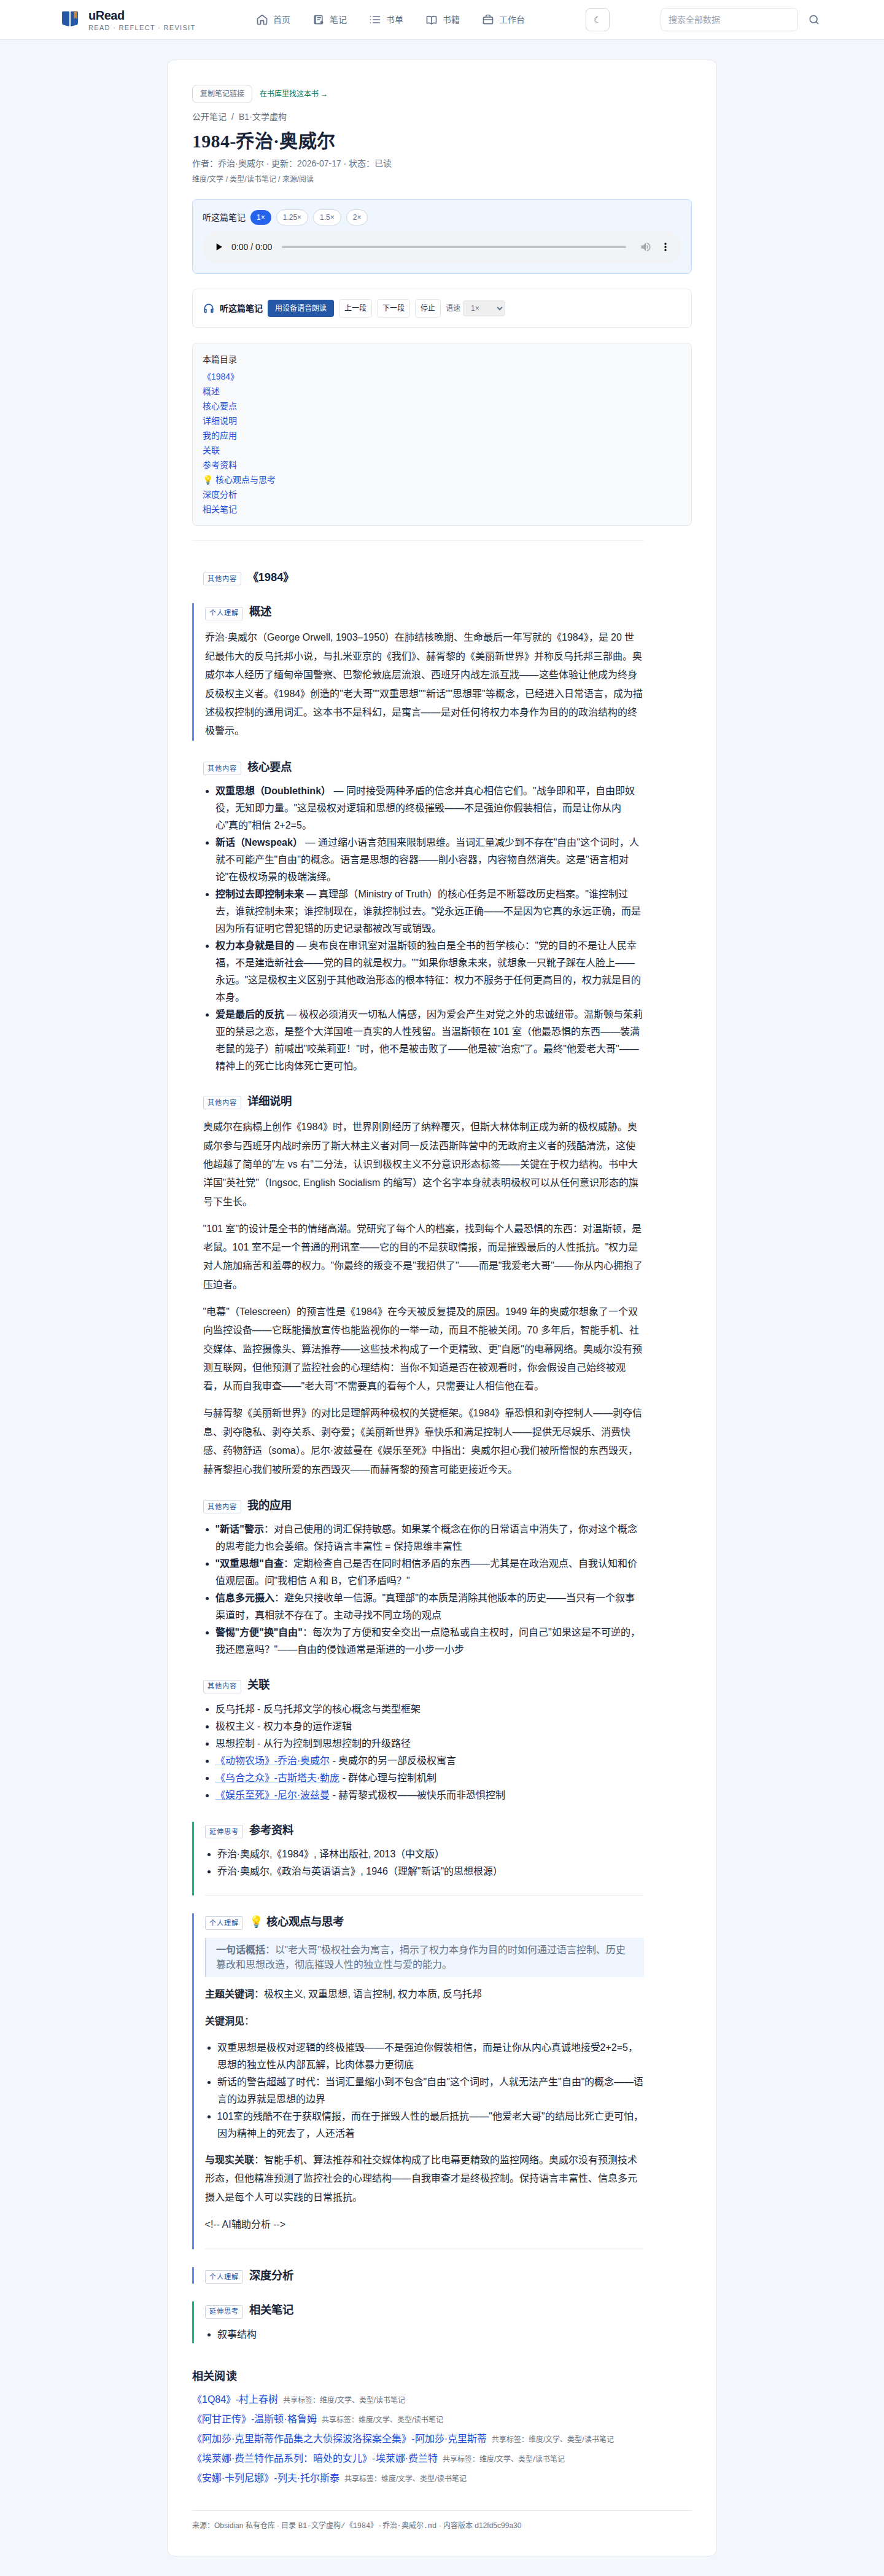 uRead
READ · REFLECT · REVISIT
首页
笔记
书单
书籍
工作台
搜索全部数据
复制笔记链接
在书库里找这本书 →
公开笔记 / B1-文学虚构
1984-乔治·奥威尔
作者：乔治·奥威尔 · 更新：2026-07-17 · 状态：已读
维度/文学 / 类型/读书笔记 / 来源/阅读
听这篇笔记 1× 1.25× 1.5× 2×
0:00 / 0:00
听这篇笔记 用设备语音朗读 上一段 下一段 停止 语速 1×
本篇目录
《1984》
概述
核心要点
详细说明
我的应用
关联
参考资料
💡 核心观点与思考
深度分析
相关笔记
其他内容 《1984》
个人理解 概述
乔治·奥威尔（George Orwell, 1903–1950）在肺结核晚期、生命最后一年写就的《1984》，是 20 世
纪最伟大的反乌托邦小说，与扎米亚京的《我们》、赫胥黎的《美丽新世界》并称反乌托邦三部曲。奥
威尔本人经历了缅甸帝国警察、巴黎伦敦底层流浪、西班牙内战左派互戕——这些体验让他成为终身
反极权主义者。《1984》创造的"老大哥""双重思想""新话""思想罪"等概念，已经进入日常语言，成为描
述极权控制的通用词汇。这本书不是科幻，是寓言——是对任何将权力本身作为目的的政治结构的终
极警示。
其他内容 核心要点
双重思想（Doublethink） — 同时接受两种矛盾的信念并真心相信它们。"战争即和平，自由即奴
役，无知即力量。"这是极权对逻辑和思想的终极摧毁——不是强迫你假装相信，而是让你从内
心"真的"相信 2+2=5。
新话（Newspeak） — 通过缩小语言范围来限制思维。当词汇量减少到不存在"自由"这个词时，人
就不可能产生"自由"的概念。语言是思想的容器——削小容器，内容物自然消失。这是"语言相对
论"在极权场景的极端演绎。
控制过去即控制未来 — 真理部（Ministry of Truth）的核心任务是不断篡改历史档案。"谁控制过
去，谁就控制未来；谁控制现在，谁就控制过去。"党永远正确——不是因为它真的永远正确，而是
因为所有证明它曾犯错的历史记录都被改写或销毁。
权力本身就是目的 — 奥布良在审讯室对温斯顿的独白是全书的哲学核心："党的目的不是让人民幸
福，不是建造新社会——党的目的就是权力。""如果你想象未来，就想象一只靴子踩在人脸上——
永远。"这是极权主义区别于其他政治形态的根本特征：权力不服务于任何更高目的，权力就是目的
本身。
爱是最后的反抗 — 极权必须消灭一切私人情感，因为爱会产生对党之外的忠诚纽带。温斯顿与茱莉
亚的禁忌之恋，是整个大洋国唯一真实的人性残留。当温斯顿在 101 室（他最恐惧的东西——装满
老鼠的笼子）前喊出"咬茱莉亚！"时，他不是被击败了——他是被"治愈"了。最终"他爱老大哥"——
精神上的死亡比肉体死亡更可怕。
其他内容 详细说明
奥威尔在病榻上创作《1984》时，世界刚刚经历了纳粹覆灭，但斯大林体制正成为新的极权威胁。奥
威尔参与西班牙内战时亲历了斯大林主义者对同一反法西斯阵营中的无政府主义者的残酷清洗，这使
他超越了简单的"左 vs 右"二分法，认识到极权主义不分意识形态标签——关键在于权力结构。书中大
洋国"英社党"（Ingsoc, English Socialism 的缩写）这个名字本身就表明极权可以从任何意识形态的旗
号下生长。
"101 室"的设计是全书的情绪高潮。党研究了每个人的档案，找到每个人最恐惧的东西：对温斯顿，是
老鼠。101 室不是一个普通的刑讯室——它的目的不是获取情报，而是摧毁最后的人性抵抗。"权力是
对人施加痛苦和羞辱的权力。"你最终的叛变不是"我招供了"——而是"我爱老大哥"——你从内心拥抱了
压迫者。
"电幕"（Telescreen）的预言性是《1984》在今天被反复提及的原因。1949 年的奥威尔想象了一个双
向监控设备——它既能播放宣传也能监视你的一举一动，而且不能被关闭。70 多年后，智能手机、社
交媒体、监控摄像头、算法推荐——这些技术构成了一个更精致、更"自愿"的电幕网络。奥威尔没有预
测互联网，但他预测了监控社会的心理结构：当你不知道是否在被观看时，你会假设自己始终被观
看，从而自我审查——"老大哥"不需要真的看每个人，只需要让人相信他在看。
与赫胥黎《美丽新世界》的对比是理解两种极权的关键框架。《1984》靠恐惧和剥夺控制人——剥夺信
息、剥夺隐私、剥夺关系、剥夺爱；《美丽新世界》靠快乐和满足控制人——提供无尽娱乐、消费快
感、药物舒适（soma）。尼尔·波兹曼在《娱乐至死》中指出：奥威尔担心我们被所憎恨的东西毁灭，
赫胥黎担心我们被所爱的东西毁灭——而赫胥黎的预言可能更接近今天。
其他内容 我的应用
"新话"警示：对自己使用的词汇保持敏感。如果某个概念在你的日常语言中消失了，你对这个概念
的思考能力也会萎缩。保持语言丰富性 = 保持思维丰富性
"双重思想"自查：定期检查自己是否在同时相信矛盾的东西——尤其是在政治观点、自我认知和价
值观层面。问"我相信 A 和 B，它们矛盾吗？"
信息多元摄入：避免只接收单一信源。"真理部"的本质是消除其他版本的历史——当只有一个叙事
渠道时，真相就不存在了。主动寻找不同立场的观点
警惕"方便"换"自由"：每次为了方便和安全交出一点隐私或自主权时，问自己"如果这是不可逆的，
我还愿意吗？"——自由的侵蚀通常是渐进的一小步一小步
其他内容 关联
反乌托邦 - 反乌托邦文学的核心概念与类型框架
极权主义 - 权力本身的运作逻辑
思想控制 - 从行为控制到思想控制的升级路径
《动物农场》-乔治·奥威尔 - 奥威尔的另一部反极权寓言
《乌合之众》-古斯塔夫·勒庞 - 群体心理与控制机制
《娱乐至死》-尼尔·波兹曼 - 赫胥黎式极权——被快乐而非恐惧控制
延伸思考 参考资料
乔治·奥威尔,《1984》, 译林出版社, 2013（中文版）
乔治·奥威尔,《政治与英语语言》, 1946（理解"新话"的思想根源）
个人理解 💡 核心观点与思考
一句话概括：以"老大哥"极权社会为寓言，揭示了权力本身作为目的时如何通过语言控制、历史
篡改和思想改造，彻底摧毁人性的独立性与爱的能力。
主题关键词：极权主义, 双重思想, 语言控制, 权力本质, 反乌托邦
关键洞见：
双重思想是极权对逻辑的终极摧毁——不是强迫你假装相信，而是让你从内心真诚地接受2+2=5，
思想的独立性从内部瓦解，比肉体暴力更彻底
新话的警告超越了时代：当词汇量缩小到不包含"自由"这个词时，人就无法产生"自由"的概念——语
言的边界就是思想的边界
101室的残酷不在于获取情报，而在于摧毁人性的最后抵抗——"他爱老大哥"的结局比死亡更可怕，
因为精神上的死去了，人还活着
与现实关联：智能手机、算法推荐和社交媒体构成了比电幕更精致的监控网络。奥威尔没有预测技术
形态，但他精准预测了监控社会的心理结构——自我审查才是终极控制。保持语言丰富性、信息多元
摄入是每个人可以实践的日常抵抗。
<!-- AI辅助分析 -->
个人理解 深度分析
延伸思考 相关笔记
叙事结构
相关阅读
《1Q84》-村上春树 共享标签：维度/文学、类型/读书笔记
《阿甘正传》-温斯顿·格鲁姆 共享标签：维度/文学、类型/读书笔记
《阿加莎·克里斯蒂作品集之大侦探波洛探案全集》-阿加莎·克里斯蒂 共享标签：维度/文学、类型/读书笔记
《埃莱娜·费兰特作品系列：暗处的女儿》-埃莱娜·费兰特 共享标签：维度/文学、类型/读书笔记
《安娜·卡列尼娜》-列夫·托尔斯泰 共享标签：维度/文学、类型/读书笔记
来源：Obsidian 私有仓库 · 目录 B1-文学虚构/《1984》-乔治·奥威尔.md · 内容版本 d12fd5c99a30